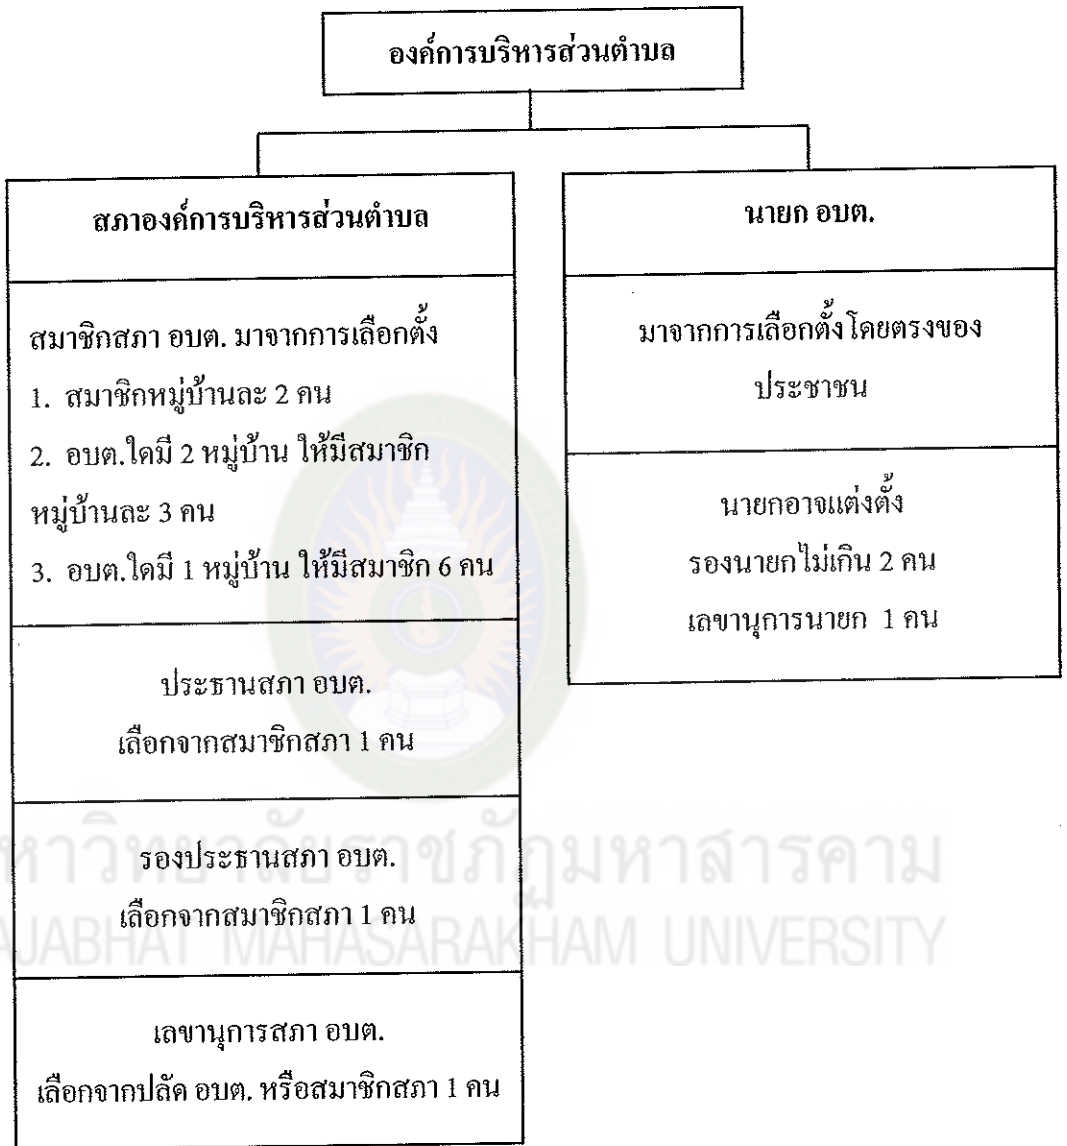 องค์การบริหารส่วนตำบล
สภาองค์การบริหารส่วนตำบล
สมาชิกสภา อบต. มาจากการเลือกตั้ง
1. สมาชิกหมู่บ้านละ 2 คน
2. อบต.ใดมี 2 หมู่บ้าน ให้มีสมาชิก
หมู่บ้านละ 3 คน
3. อบต.ใดมี 1 หมู่บ้าน ให้มีสมาชิก 6 คน
ประธานสภา อบต.
เลือกจากสมาชิกสภา 1 คน
รองประธานสภา อบต.
เลือกจากสมาชิกสภา 1 คน
เลขานุการสภา อบต.
เลือกจากปลัด อบต. หรือสมาชิกสภา 1 คน
นายก อบต.
มาจากการเลือกตั้งโดยตรงของ
ประชาชน
นายกอาจแต่งตั้ง
รองนายกไม่เกิน 2 คน
เลขานุการนายก 1 คน
หาวิทยาลัยราชภัฏมหาสารคาม
AJABHAT MAHASARAKHAM UNIVERSITY